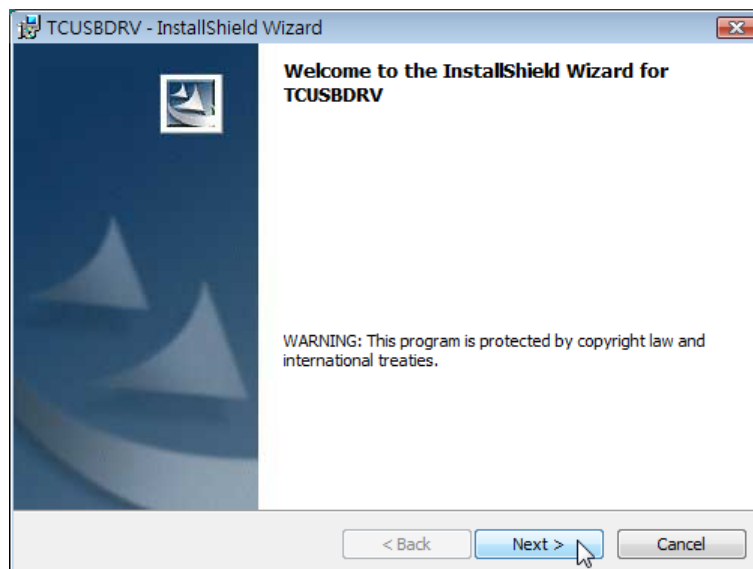 TCUSBDRV - InstallShield Wizard
Welcome to the InstallShield Wizard for
TCUSBDRV
WARNING: This program is protected by copyright law and
international treaties.
< Back
Next >
Cancel